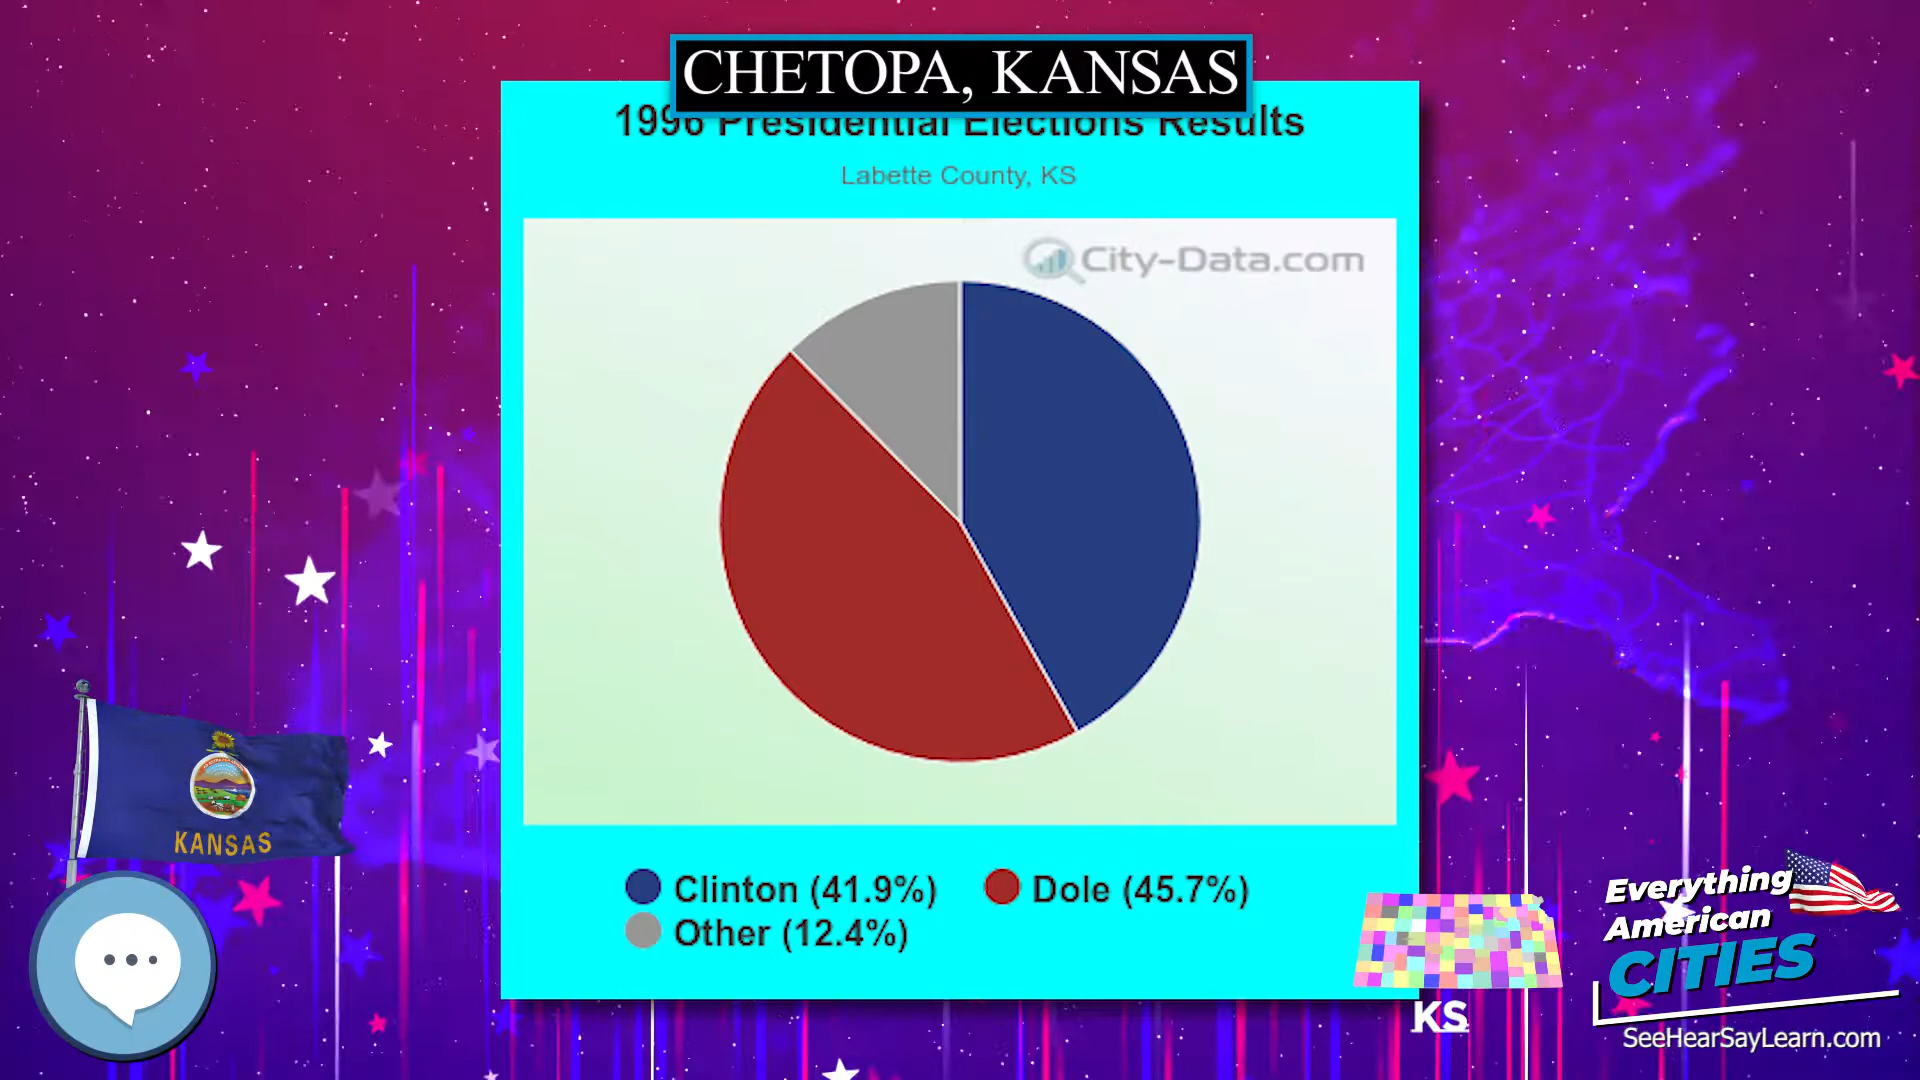 CHETOPA, KANSAS
1996 Presidential Elections Results
Labette County, KS
City-Data.com
Clinton (41.9%) Dole (45.7%)
Other (12.4%)
KANSAS
KS
Everything
American
CITIES
SeeHearSayLearn.com